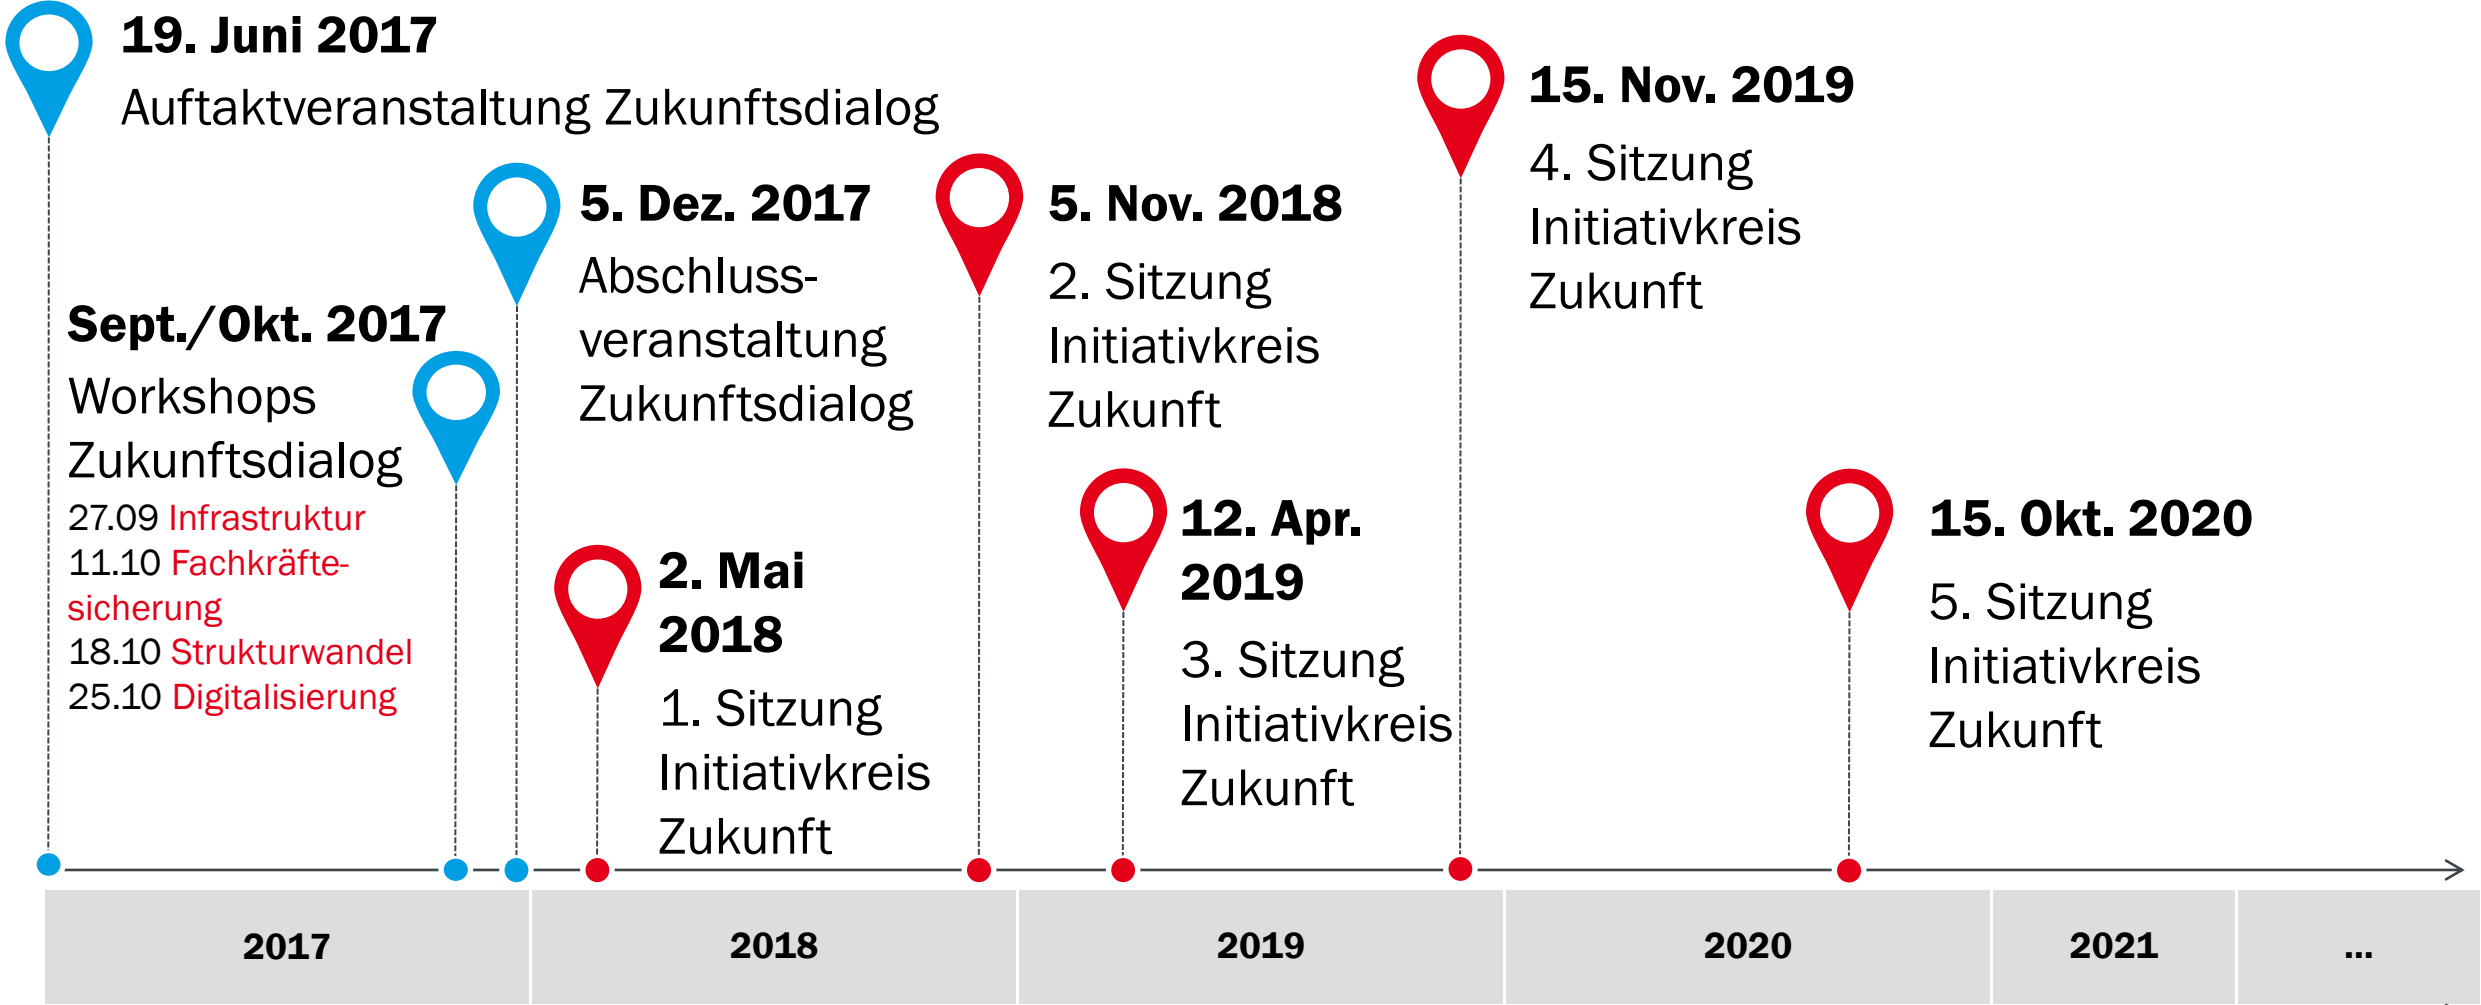 19. Juni 2017
Auftaktveranstaltung Zukunftsdialog
Sept./Okt. 2017
Workshops
Zukunftsdialog
27.09 Infrastruktur
11.10 Fachkräfte-
sicherung
18.10 Strukturwandel
25.10 Digitalisierung
5. Dez. 2017
Abschluss-
veranstaltung
Zukunftsdialog
2. Mai
2018
1. Sitzung
Initiativkreis
Zukunft
5. Nov. 2018
2. Sitzung
Initiativkreis
Zukunft
12. Apr.
2019
3. Sitzung
Initiativkreis
Zukunft
15. Nov. 2019
4. Sitzung
Initiativkreis
Zukunft
15. Okt. 2020
5. Sitzung
Initiativkreis
Zukunft
2017
2018
2019
2020
2021
...